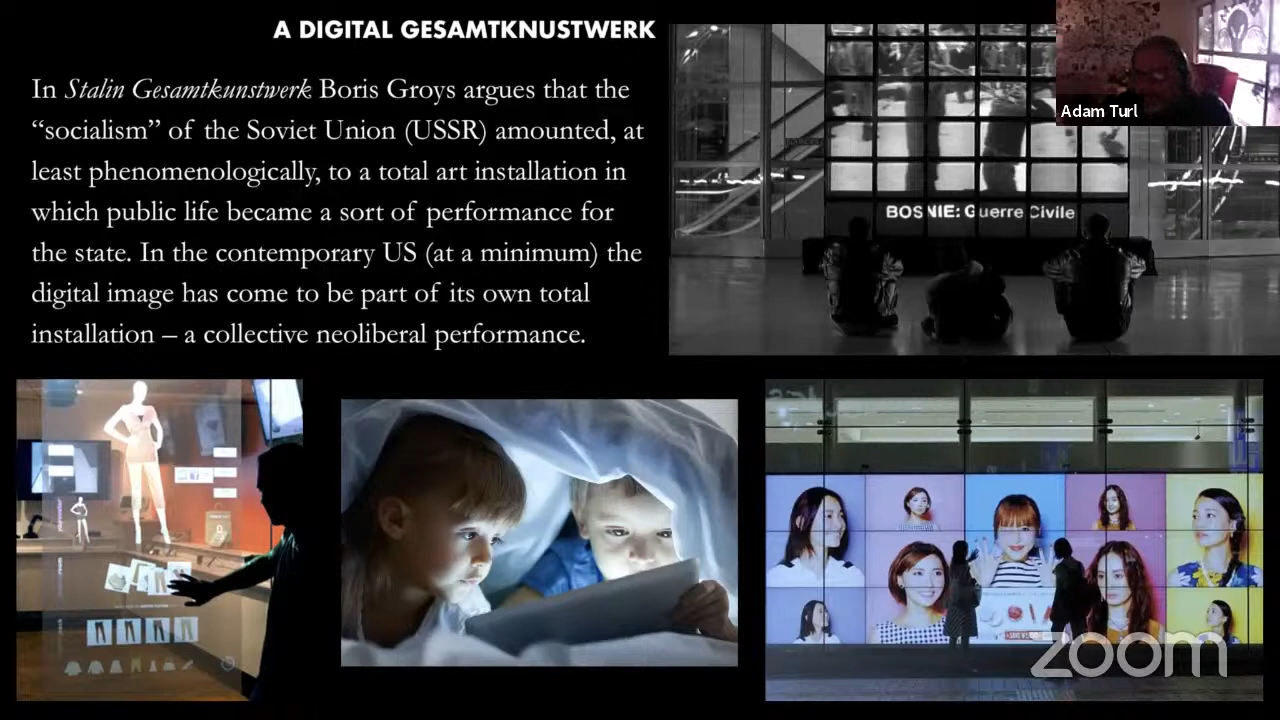 A DIGITAL GESAMTKNUSTWERK
In Stalin Gesamtkunstwerk Boris Groys argues that the
“socialism” of the Soviet Union (USSR) amounted, at
least phenomenologically, to a total art installation in
which public life became a sort of performance for
the state. In the contemporary US (at a minimum) the
digital image has come to be part of its own total
installation – a collective neoliberal performance.
Adam Turl
BOSNIE: Guerre Civile
zoom